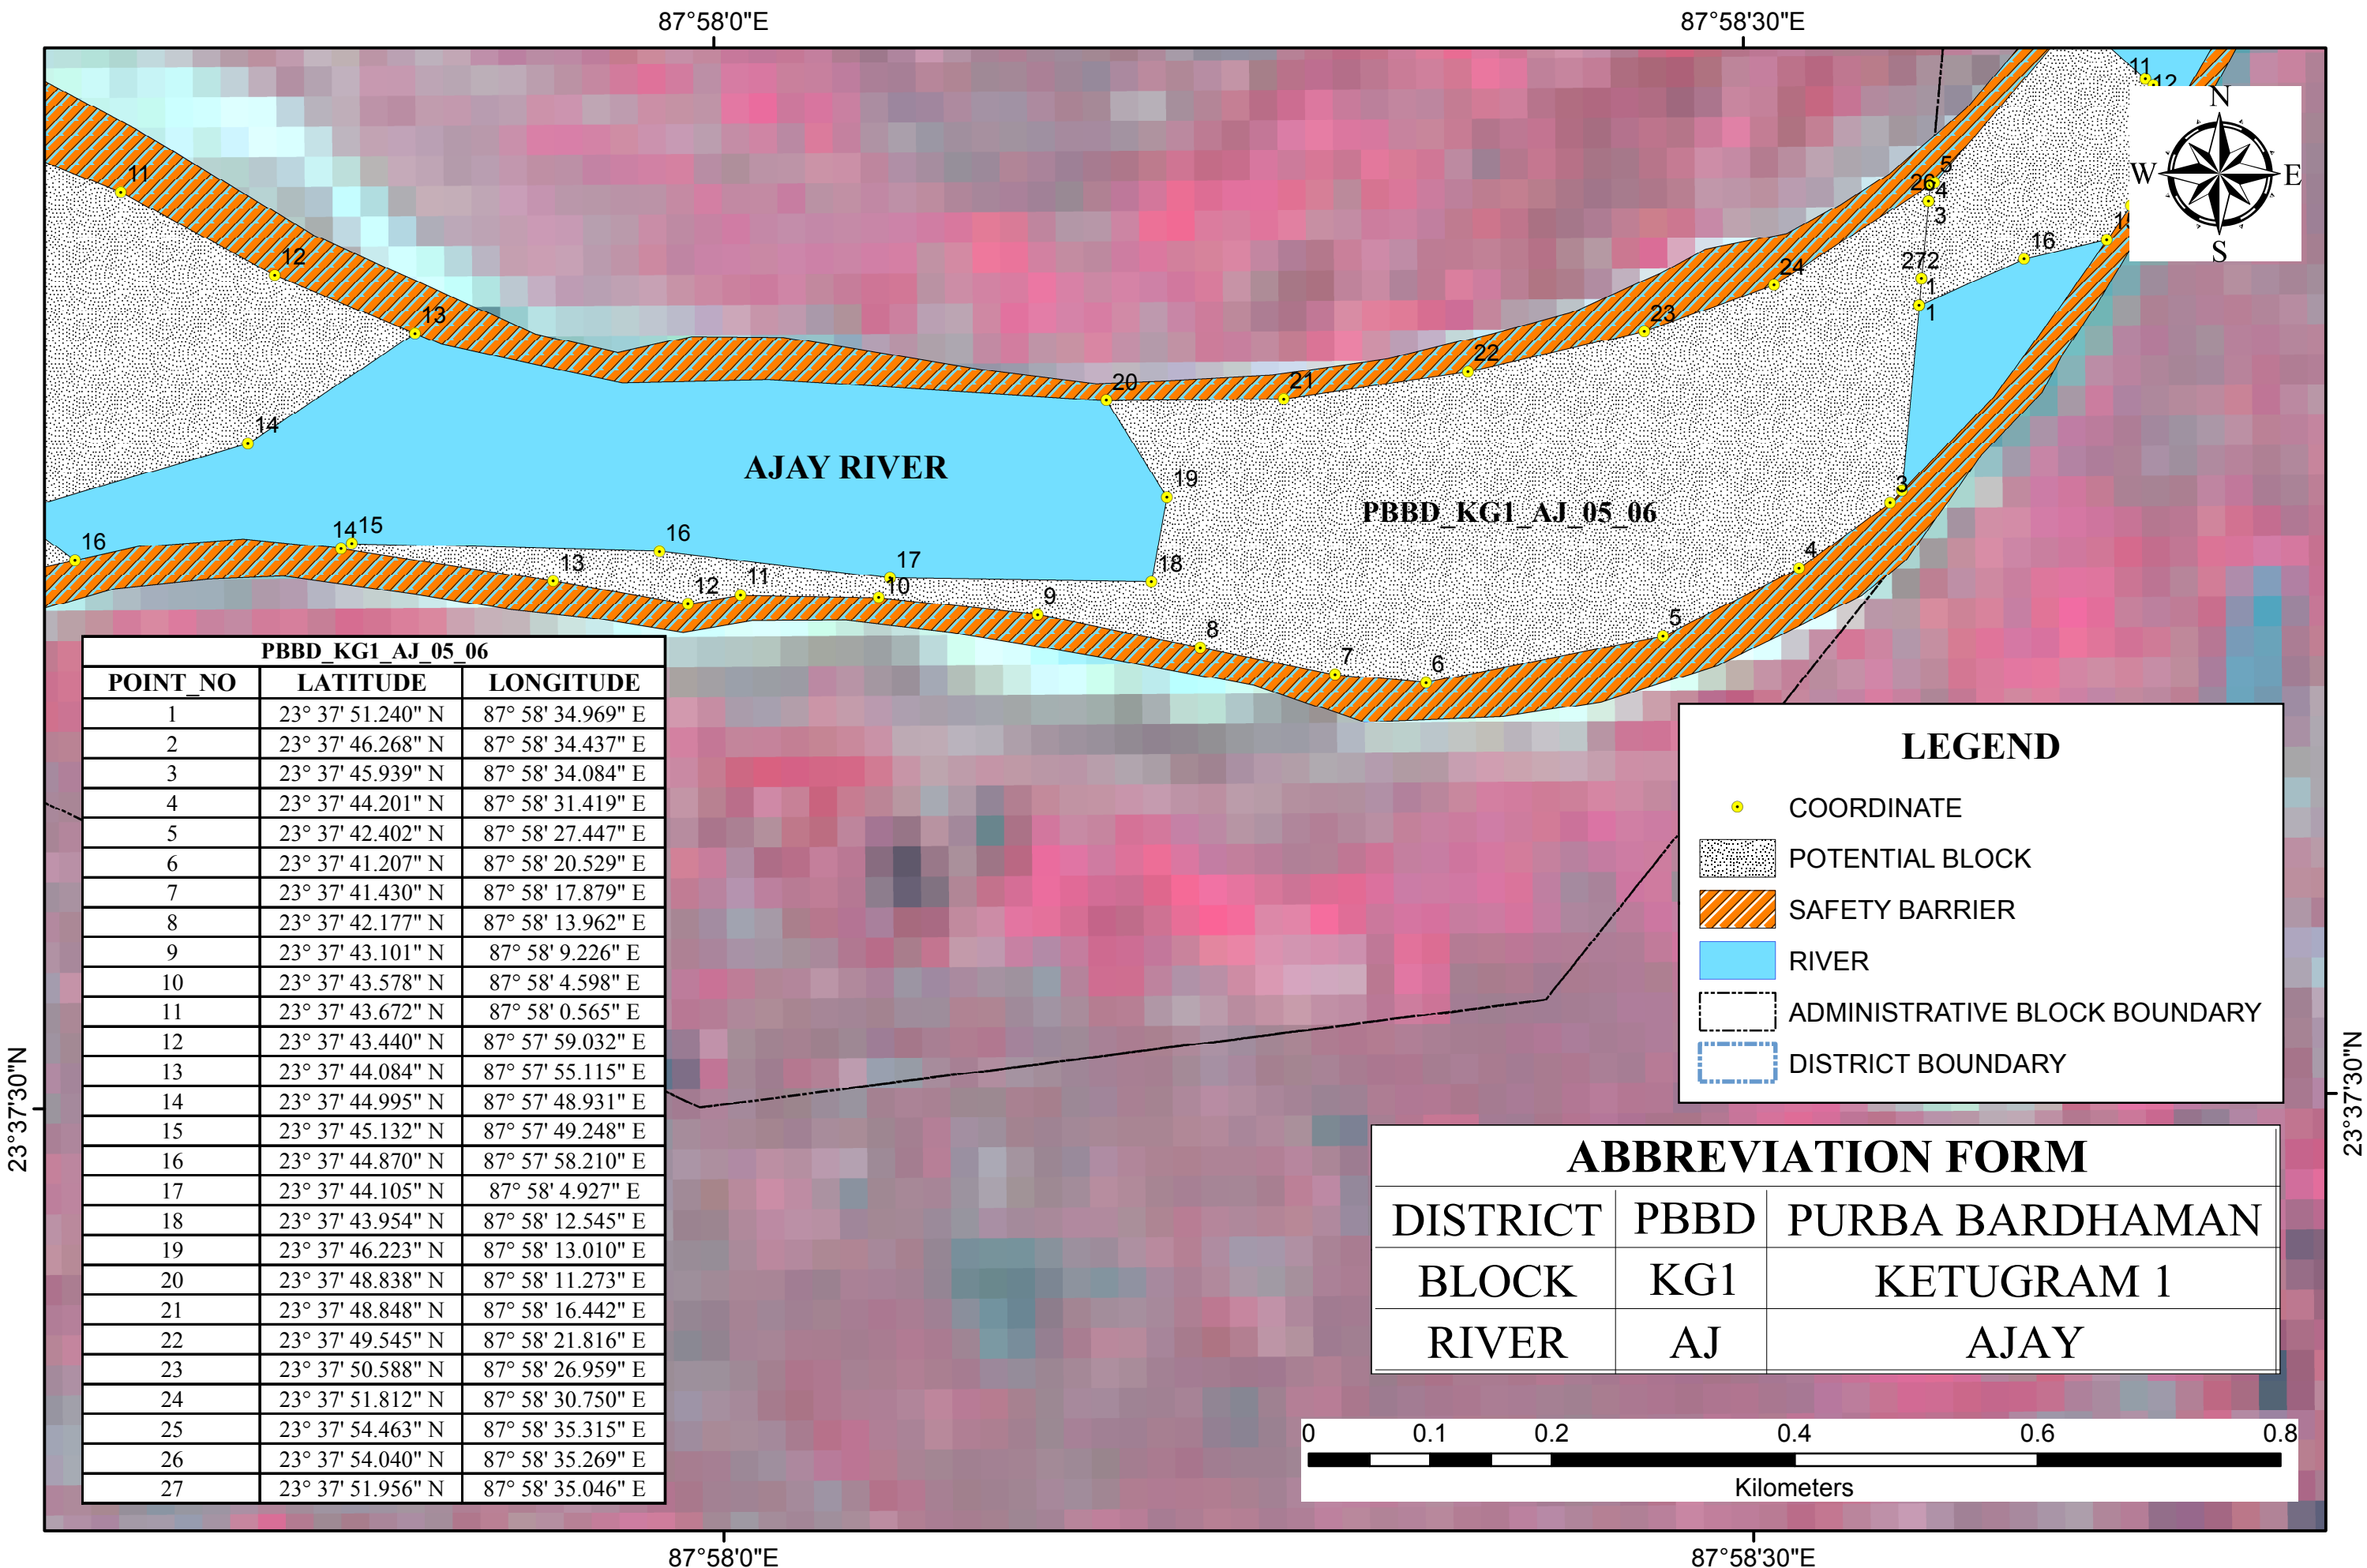 87°58'0"E 87°58'30"E
11
12
N
W E
S
11
5
26 4
3
12
15
16
272
24
1
1
13
23
22
20
21
14
AJAY RIVER
19
3
PBBD_KG1_AJ_05_06
16
14 15
16
17
18
4
13
12
11
10
9
8
7
6
5
PBBD_KG1_AJ_05_06
POINT_NO LATITUDE LONGITUDE
1 23° 37' 51.240" N 87° 58' 34.969" E
2 23° 37' 46.268" N 87° 58' 34.437" E
3 23° 37' 45.939" N 87° 58' 34.084" E
4 23° 37' 44.201" N 87° 58' 31.419" E
5 23° 37' 42.402" N 87° 58' 27.447" E
6 23° 37' 41.207" N 87° 58' 20.529" E
7 23° 37' 41.430" N 87° 58' 17.879" E
8 23° 37' 42.177" N 87° 58' 13.962" E
9 23° 37' 43.101" N 87° 58' 9.226" E
10 23° 37' 43.578" N 87° 58' 4.598" E
11 23° 37' 43.672" N 87° 58' 0.565" E
12 23° 37' 43.440" N 87° 57' 59.032" E
13 23° 37' 44.084" N 87° 57' 55.115" E
14 23° 37' 44.995" N 87° 57' 48.931" E
15 23° 37' 45.132" N 87° 57' 49.248" E
16 23° 37' 44.870" N 87° 57' 58.210" E
17 23° 37' 44.105" N 87° 58' 4.927" E
18 23° 37' 43.954" N 87° 58' 12.545" E
19 23° 37' 46.223" N 87° 58' 13.010" E
20 23° 37' 48.838" N 87° 58' 11.273" E
21 23° 37' 48.848" N 87° 58' 16.442" E
22 23° 37' 49.545" N 87° 58' 21.816" E
23 23° 37' 50.588" N 87° 58' 26.959" E
24 23° 37' 51.812" N 87° 58' 30.750" E
25 23° 37' 54.463" N 87° 58' 35.315" E
26 23° 37' 54.040" N 87° 58' 35.269" E
27 23° 37' 51.956" N 87° 58' 35.046" E
LEGEND
COORDINATE
POTENTIAL BLOCK
SAFETY BARRIER
RIVER
ADMINISTRATIVE BLOCK BOUNDARY
DISTRICT BOUNDARY
23°37'30"N 23°37'30"N
ABBREVIATION FORM
DISTRICT PBBD PURBA BARDHAMAN
BLOCK KG1 KETUGRAM 1
RIVER AJ AJAY
0 0.1 0.2 0.4 0.6 0.8
Kilometers
87°58'0"E 87°58'30"E